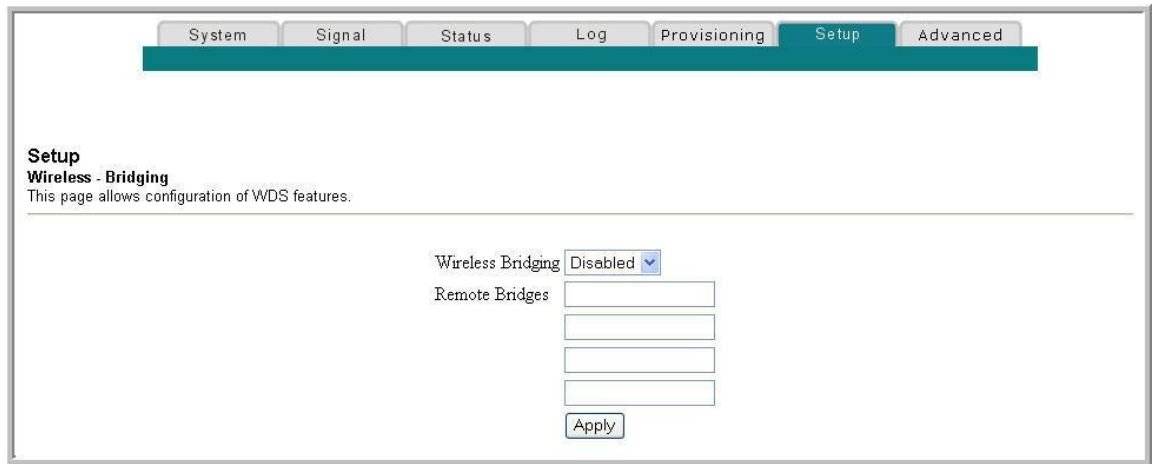 System Signal Status Log Provisioning Setup Advanced
Setup
Wireless - Bridging
This page allows configuration of WDS features.
Wireless Bridging Disabled
Remote Bridges
Apply